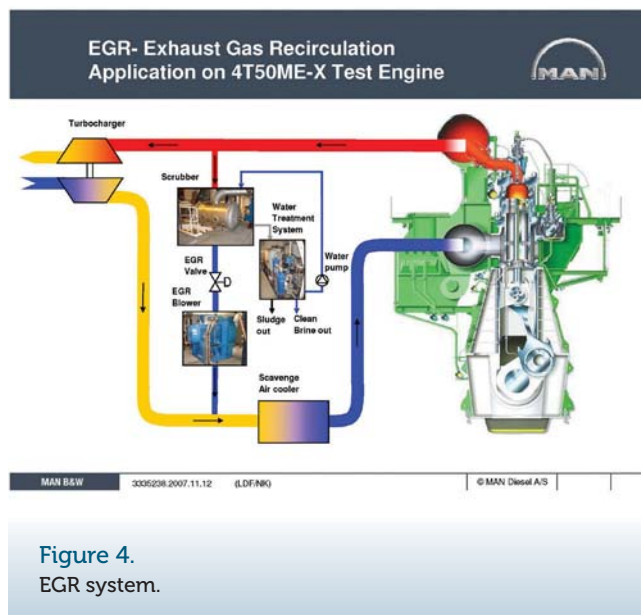 EGR- Exhaust Gas Recirculation
Application on 4T50ME-X Test Engine
MAN
Turbocharger
Scrubber
Water
Treatment
System
EGR
Valve
Water
pump
EGR
Blower
Sludge
out
Clean
Brine out
Scavenge
Air cooler
MAN B&W
3335238.2007.11.12
(LDF/NK)
© MAN Diesel A/S
Figure 4.
EGR system.